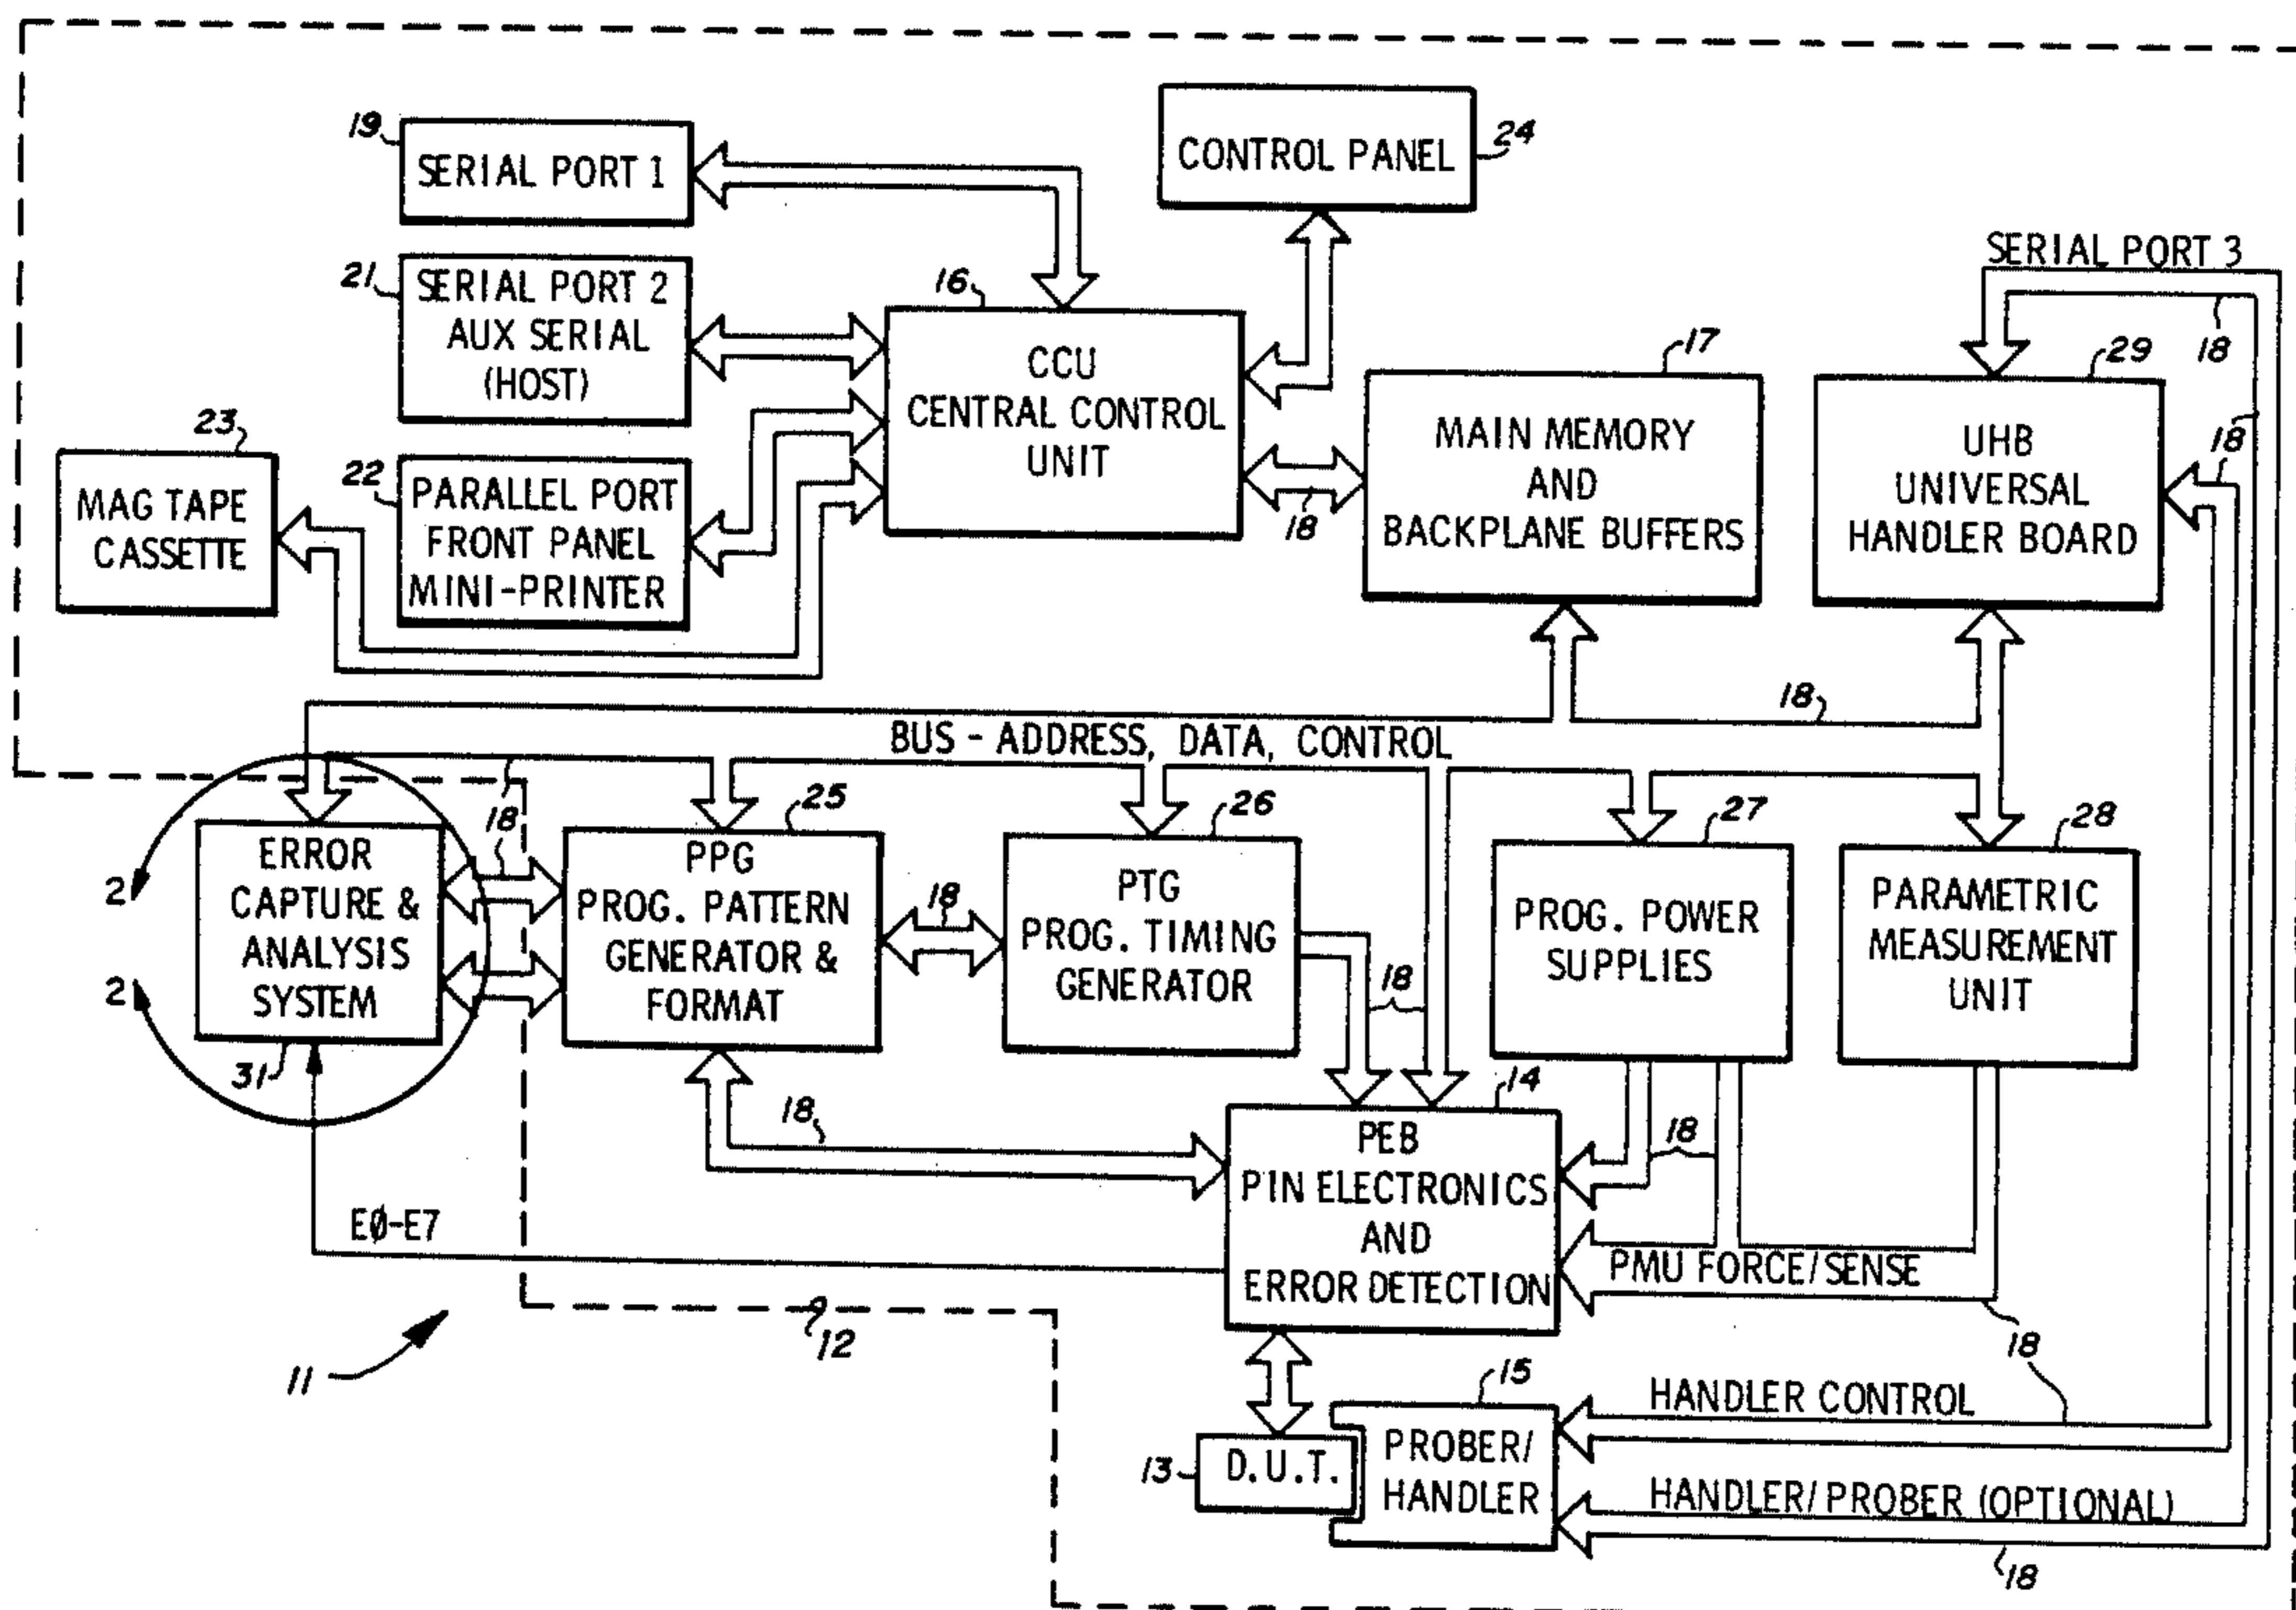 19
SERIAL PORT 1
CONTROL PANEL
24
21
SERIAL PORT 2
AUX SERIAL
(HOST)
16
CCU
CENTRAL CONTROL
UNIT
17
MAIN MEMORY
AND
BACKPLANE BUFFERS
18
SERIAL PORT 3
18
29
UHB
UNIVERSAL
HANDLER BOARD
18
23
MAG TAPE
CASSETTE
22
PARALLEL PORT
FRONT PANEL
MINI-PRINTER
18
BUS - ADDRESS, DATA, CONTROL
18
2
2
ERROR
CAPTURE &
ANALYSIS
SYSTEM
31
18
25
PPG
PROG. PATTERN
GENERATOR &
FORMAT
18
26
PTG
PROG. TIMING
GENERATOR
18
27
PROG. POWER
SUPPLIES
28
PARAMETRIC
MEASUREMENT
UNIT
18
14
PEB
PIN ELECTRONICS
AND
ERROR DETECTION
18
PMU FORCE/SENSE
18
EØ-E7
11
12
13
D.U.T.
15
PROBER/
HANDLER
HANDLER CONTROL
HANDLER/PROBER (OPTIONAL)
18